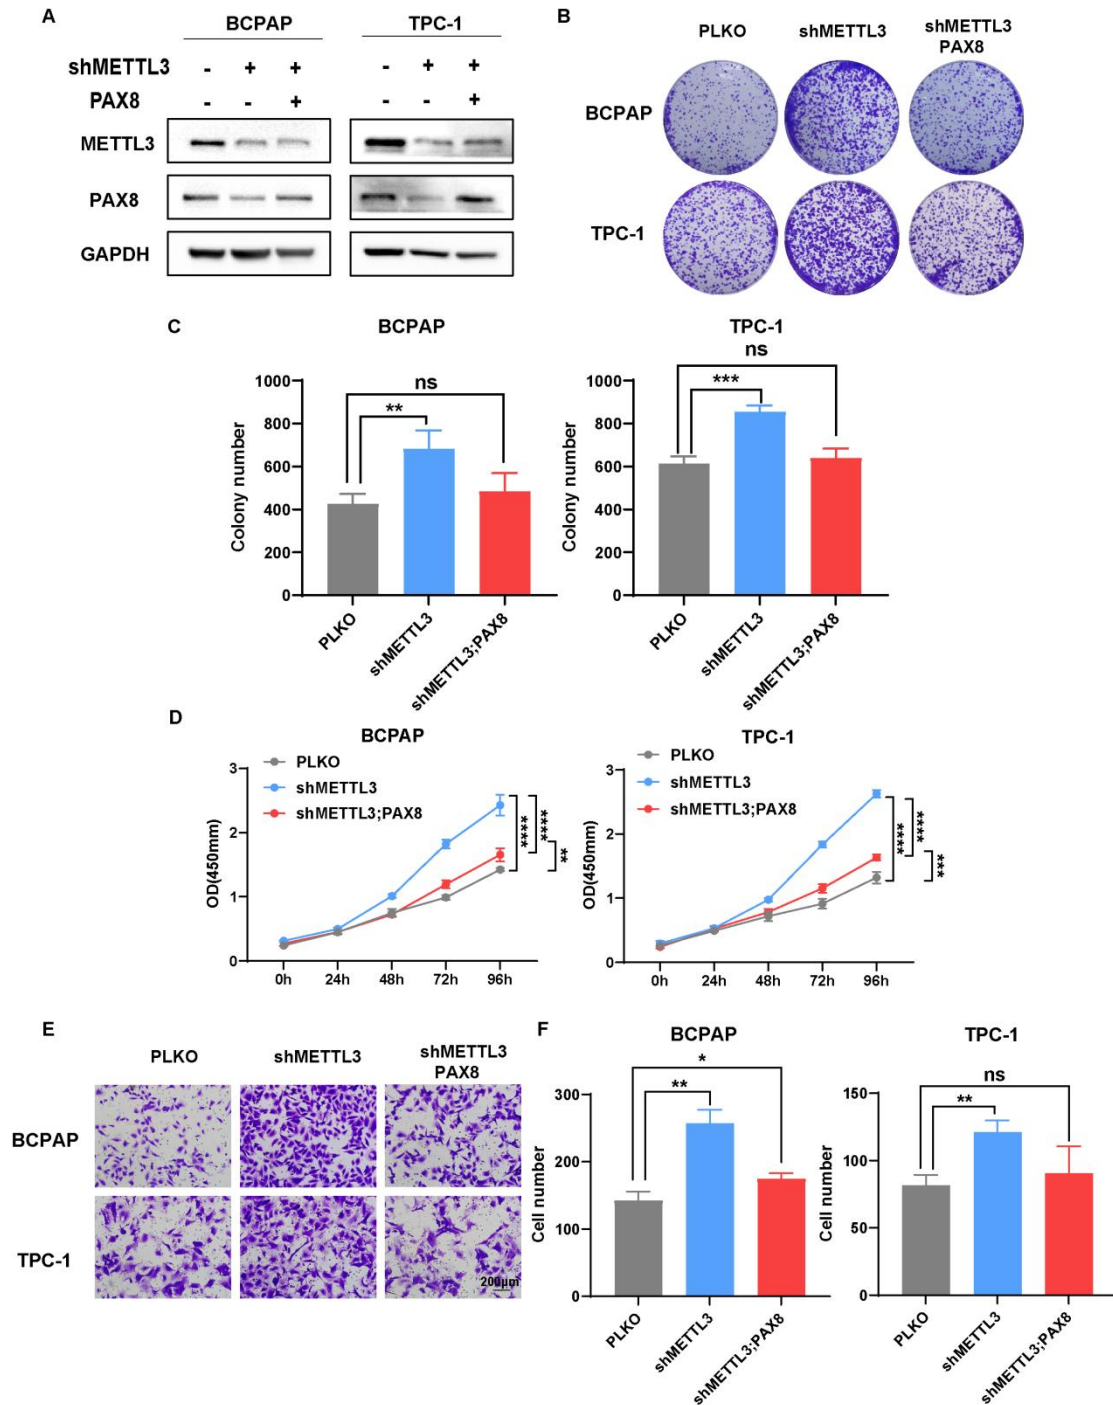 A
BCPAP TPC-1
shMETTL3 - + + - + +
PAX8 - - + - - +
METTL3
PAX8
GAPDH
B
PLKO shMETTL3 shMETTL3
PAX8
BCPAP
TPC-1
C
BCPAP
Colony number
1000
800
600
400
200
0
ns
**
PLKO
shMETTL3
shMETTL3;PAX8
TPC-1
Colony number
1000
800
600
400
200
0
ns
***
PLKO
shMETTL3
shMETTL3;PAX8
D
BCPAP
PLKO
shMETTL3
shMETTL3;PAX8
OD(450mm)
3
2
1
0
0h 24h 48h 72h 96h
****
****
**
TPC-1
PLKO
shMETTL3
shMETTL3;PAX8
OD(450mm)
3
2
1
0
0h 24h 48h 72h 96h
****
****
***
E
PLKO shMETTL3 shMETTL3
PAX8
BCPAP
TPC-1
200μm
F
BCPAP
Cell number
300
200
100
0
*
**
PLKO
shMETTL3
shMETTL3;PAX8
TPC-1
Cell number
150
100
50
0
ns
**
PLKO
shMETTL3
shMETTL3;PAX8